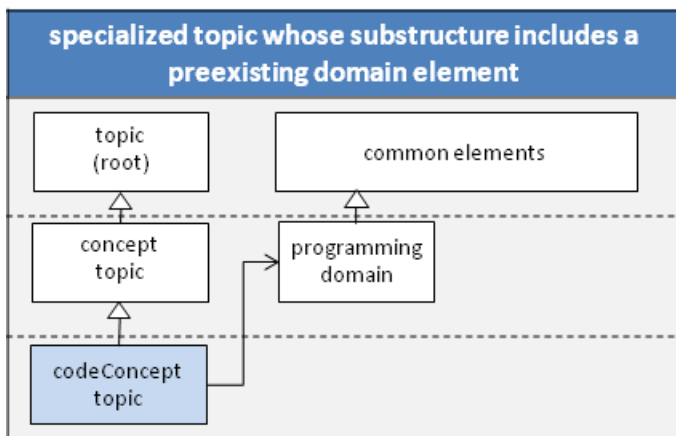 specialized topic whose substructure includes a
preexisting domain element
topic
(root)
common elements
concept
topic
programming
domain
codeConcept
topic